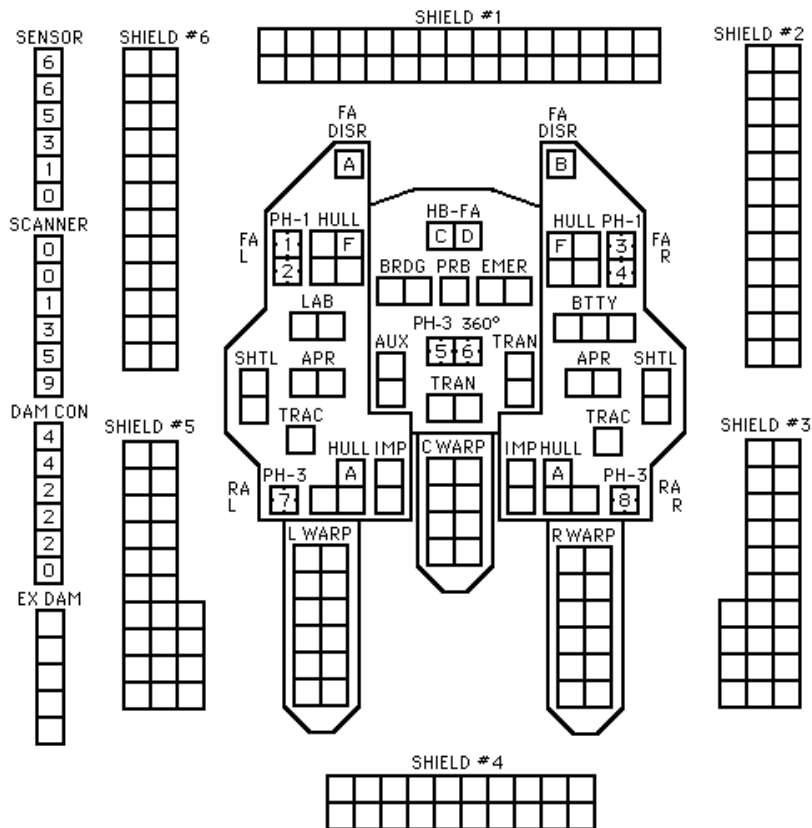 SHIELD #1
SENSOR
SHIELD #6
SHIELD #2
6
6
5
3
1
0
FA
DISR
FA
DISR
A
B
SCANNER
0
0
1
3
5
9
PH-1
HULL
FA
L
1
2
F
HB-FA
C D
HULL
PH-1
F
3
4
FA
R
BRDG PRB EMER
LAB
BTTY
PH-3 360°
5 6
AUX
TRAN
SHTL
APR
TRAN
APR
SHTL
TRAC
TRAC
DAM CON
4
4
2
2
2
0
SHIELD #5
SHIELD #3
HULL IMP
C WARP
IMP HULL
A
A
RA
L
PH-3
7
PH-3
8
RA
R
L WARP
R WARP
EX DAM
SHIELD #4